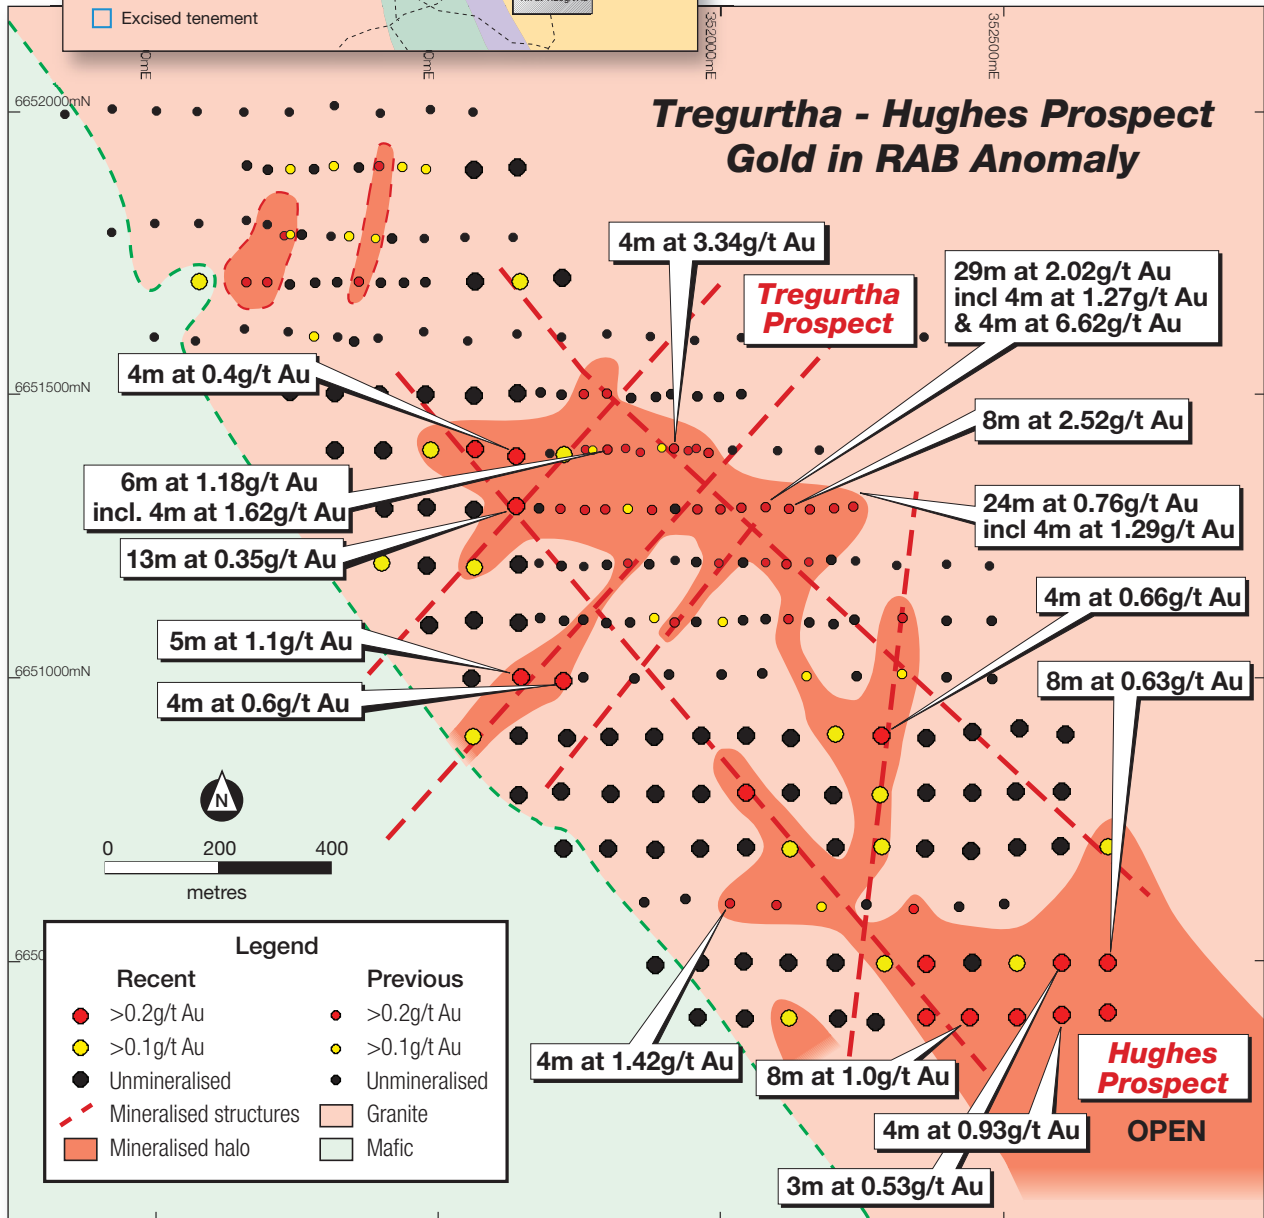 Excised tenement
mE
mE
352000mE
352500mE
6652000mN
Tregurtha - Hughes Prospect
Gold in RAB Anomaly
4m at 3.34g/t Au
29m at 2.02g/t Au
incl 4m at 1.27g/t Au
& 4m at 6.62g/t Au
Tregurtha
Prospect
4m at 0.4g/t Au
6651500mN
8m at 2.52g/t Au
6m at 1.18g/t Au
incl. 4m at 1.62g/t Au
24m at 0.76g/t Au
incl 4m at 1.29g/t Au
13m at 0.35g/t Au
4m at 0.66g/t Au
5m at 1.1g/t Au
6651000mN
8m at 0.63g/t Au
4m at 0.6g/t Au
N
0 200 400
metres
Legend
Recent Previous
>0.2g/t Au >0.2g/t Au
>0.1g/t Au >0.1g/t Au
Unmineralised Unmineralised
Mineralised structures Granite
Mineralised halo Mafic
6650
4m at 1.42g/t Au
8m at 1.0g/t Au
Hughes
Prospect
4m at 0.93g/t Au
OPEN
3m at 0.53g/t Au